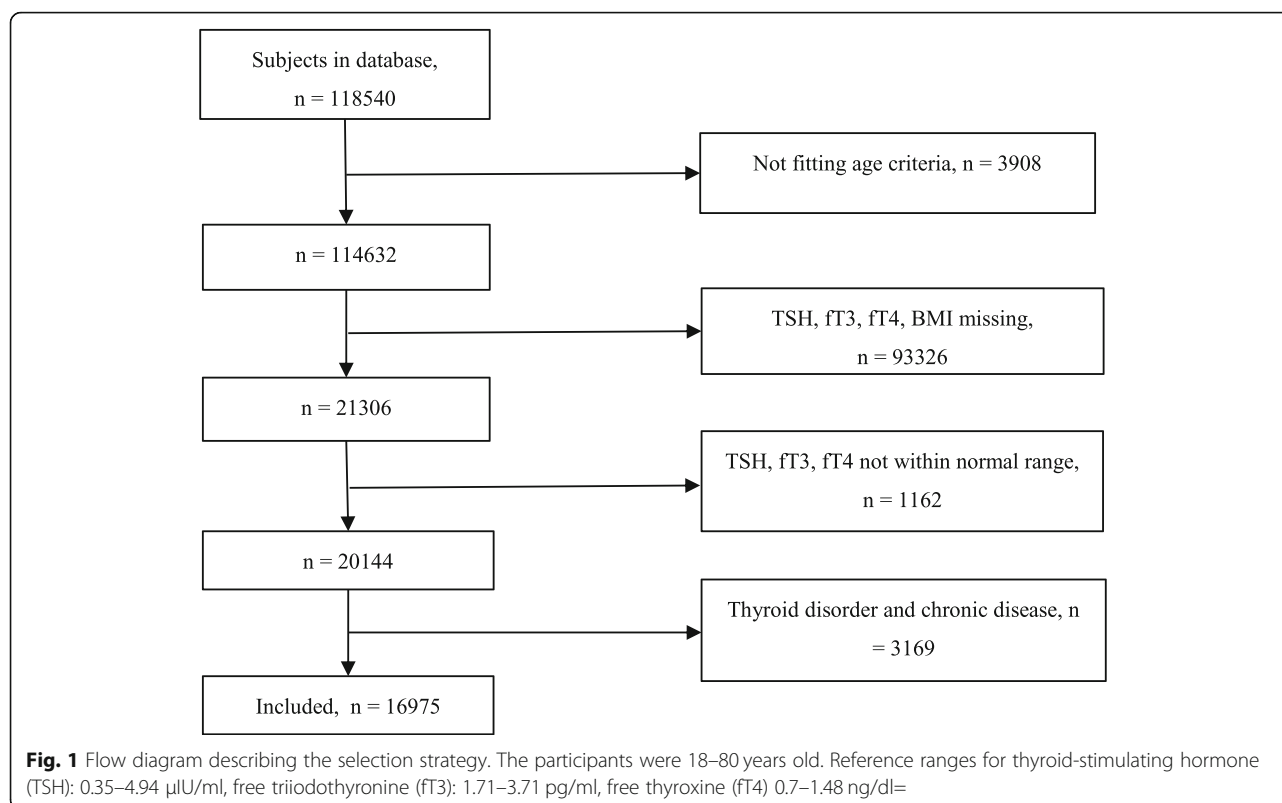 Subjects in database,
n = 118540
Not fitting age criteria, n = 3908
n = 114632
TSH, fT3, fT4, BMI missing,
n = 93326
n = 21306
TSH, fT3, fT4 not within normal range,
n = 1162
n = 20144
Thyroid disorder and chronic disease, n
= 3169
Included, n = 16975
Fig. 1 Flow diagram describing the selection strategy. The participants were 18–80 years old. Reference ranges for thyroid-stimulating hormone
(TSH): 0.35–4.94 μIU/ml, free triiodothyronine (fT3): 1.71–3.71 pg/ml, free thyroxine (fT4) 0.7–1.48 ng/dl=